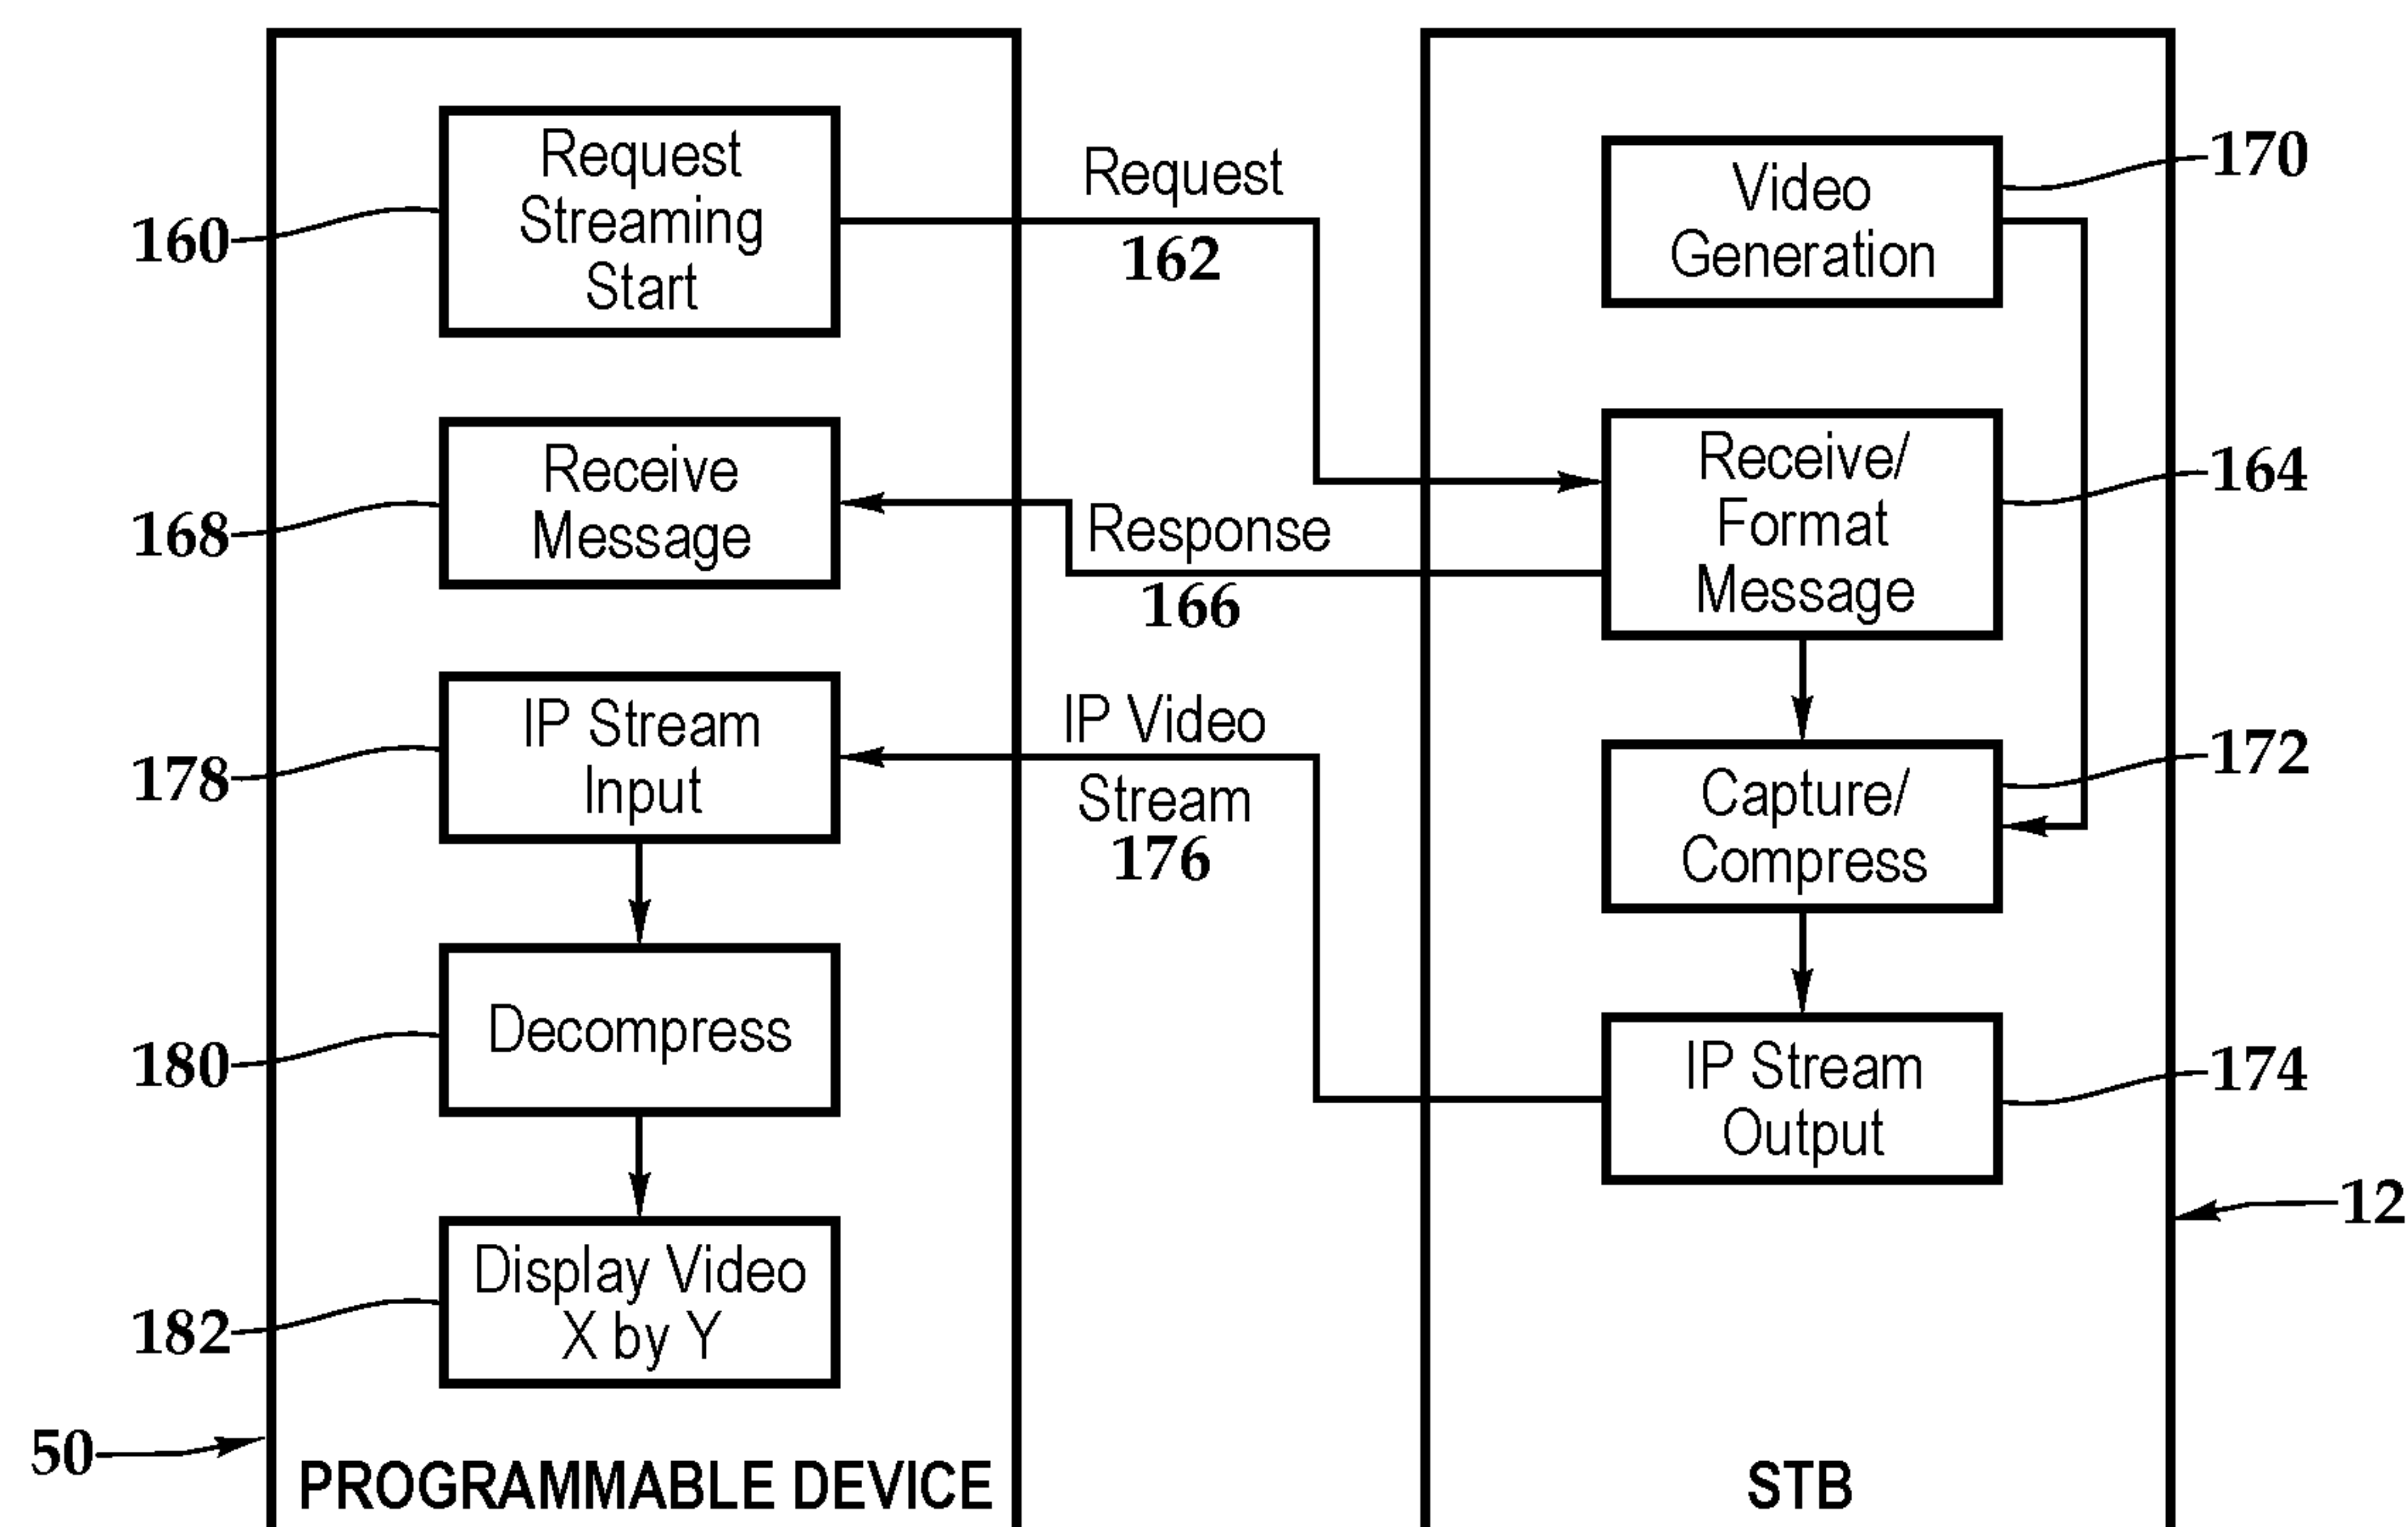 Request
Streaming
Start
160
Receive
Message
168
IP Stream
Input
178
Decompress
180
Display Video
X by Y
182
50
PROGRAMMABLE DEVICE
Request
162
Response
166
IP Video
Stream
176
Video
Generation
170
Receive/
Format
Message
164
Capture/
Compress
172
IP Stream
Output
174
12
STB